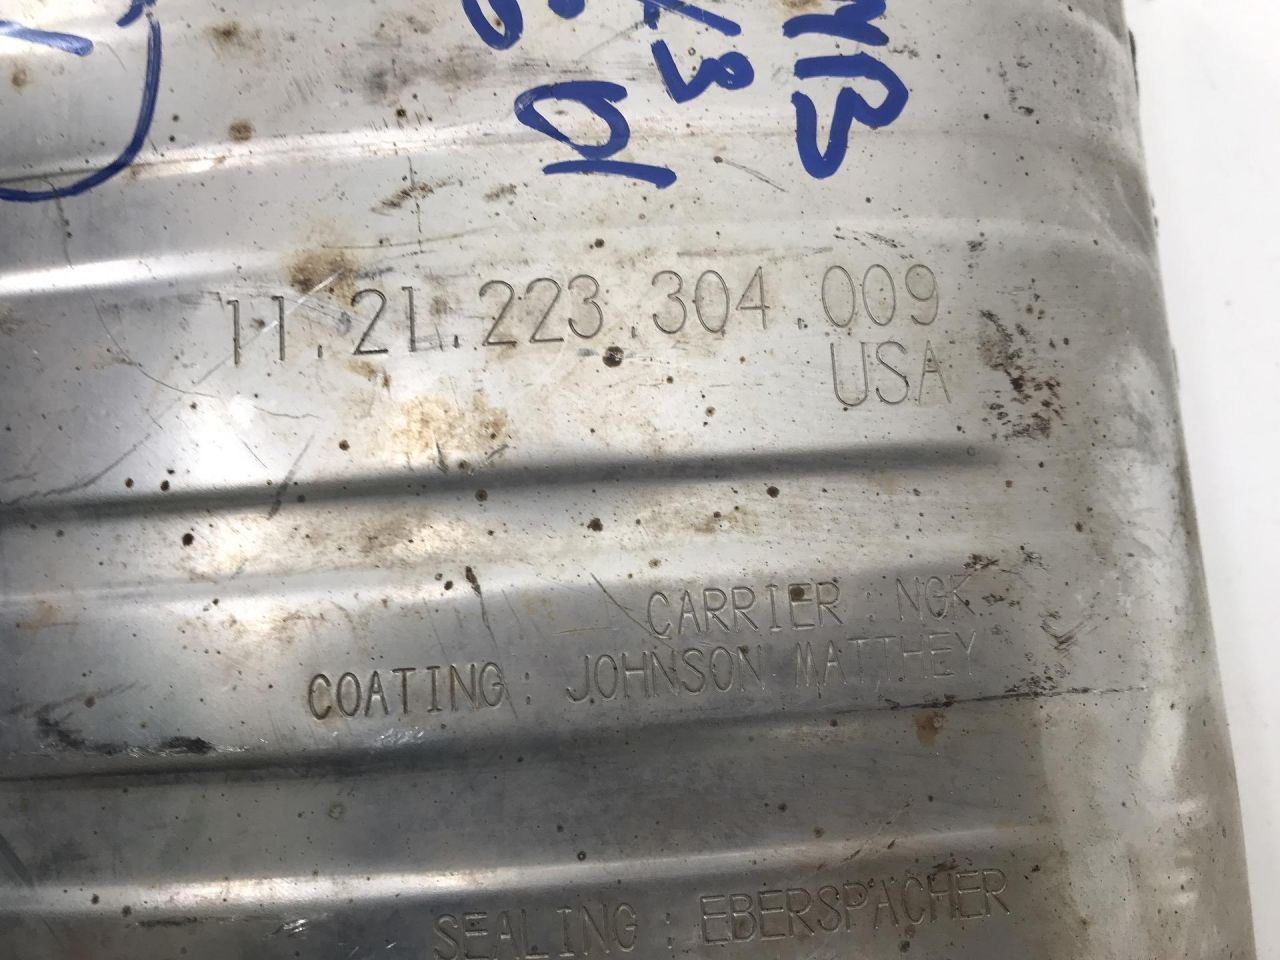 11.21.223.304.009
USA
CARRIER : NGK
COATING : JOHNSON MATTHEY
SEALING : EBERSPACHER